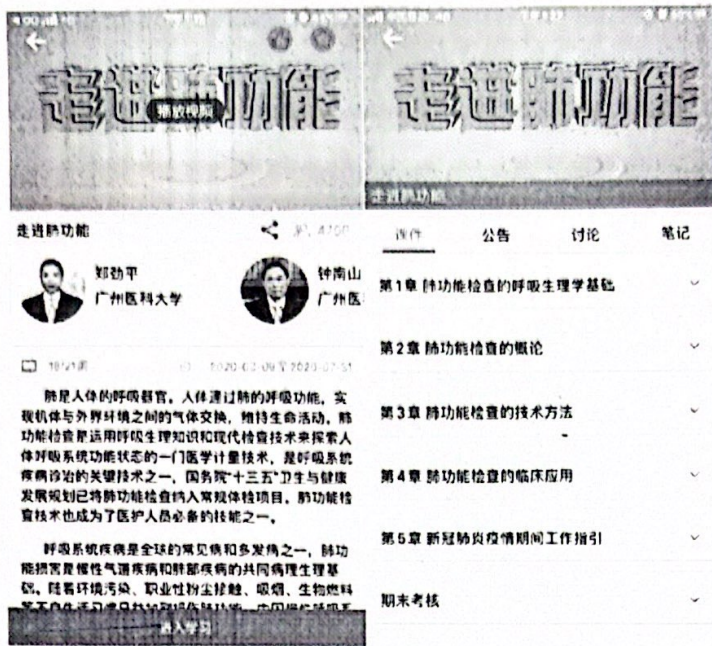 走进肺功能
播放视频
走进肺功能
郑劲平
广州医科大学
钟南山
广州医
肺是人体的呼吸器官。人体通过肺的呼吸功能，实
现机体与外界环境之间的气体交换，维持生命活动。肺
功能检查是运用呼吸生理知识和现代检查技术来探索人
体呼吸系统功能状态的一门医学计量技术，是呼吸系统
疾病诊治的关键技术之一。国务院“十三五”卫生与健康
发展规划已将肺功能检查纳入常规体检项目。肺功能检
查技术也成为了医护人员必备的技能之一。
呼吸系统疾病是全球的常见病和多发病之一，肺功
能损害是慢性气道疾病和肺部疾病的共同病理生理基
础。随着环境污染、职业性粉尘接触、吸烟、生物燃料
进入学习
走进肺功能
走进肺功能
课件
公告
讨论
笔记
第1章 肺功能检查的呼吸生理学基础
第2章 肺功能检查的概论
第3章 肺功能检查的技术方法
第4章 肺功能检查的临床应用
第5章 新冠肺炎疫情期间工作指引
期末考核